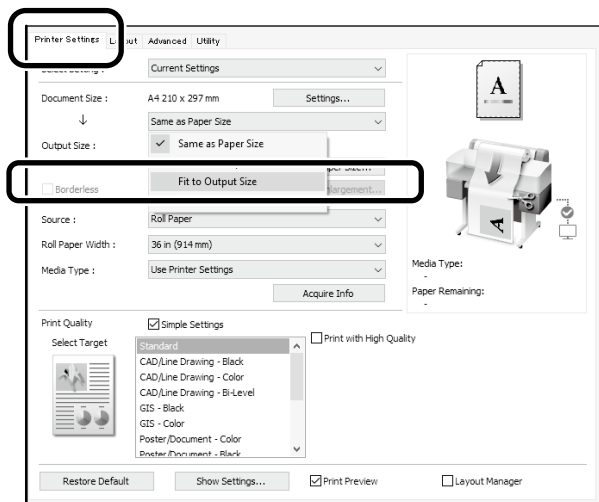 Printer Settings Layout Advanced Utility
Current Settings
Document Size : A4 210 x 297 mm Settings...
↓ Same as Paper Size
Output Size : ✓ Same as Paper Size
Fit to Output Size
Borderless
Source : Roll Paper
Roll Paper Width : 36 in (914 mm)
Media Type : Use Printer Settings
Acquire Info
A
Media Type:
-
Paper Remaining:
-
Print Quality Simple Settings
Select Target
Standard
CAD/Line Drawing - Black
CAD/Line Drawing - Color
CAD/Line Drawing - Bi-Level
GIS - Black
GIS - Color
Poster/Document - Color
Poster/Document - Black
Print with High Quality
Restore Default Show Settings... Print Preview Layout Manager